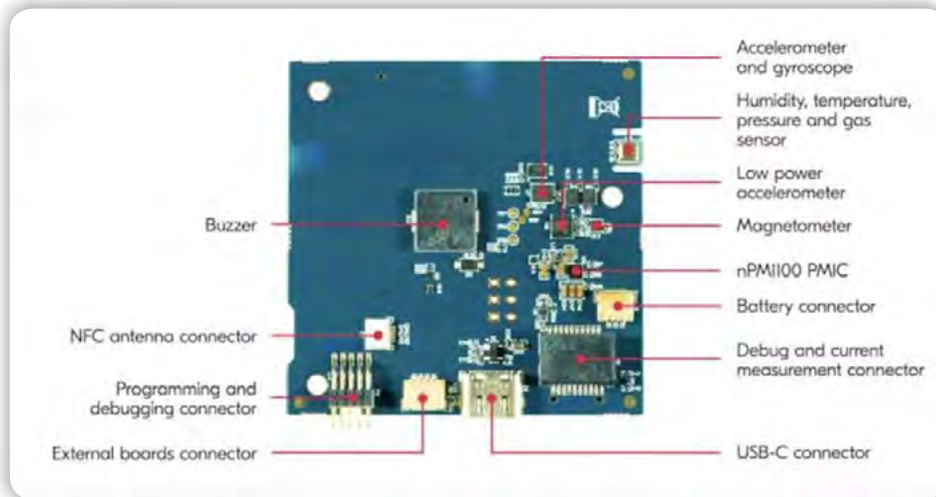 Accelerometer
and gyroscope
Humidity, temperature,
pressure and gas
sensor
Low power
accelerometer
Buzzer
Magnetometer
nPM1100 PMIC
Battery connector
NFC antenna connector
Debug and current
measurement connector
Programming and
debugging connector
External boards connector
USB-C connector